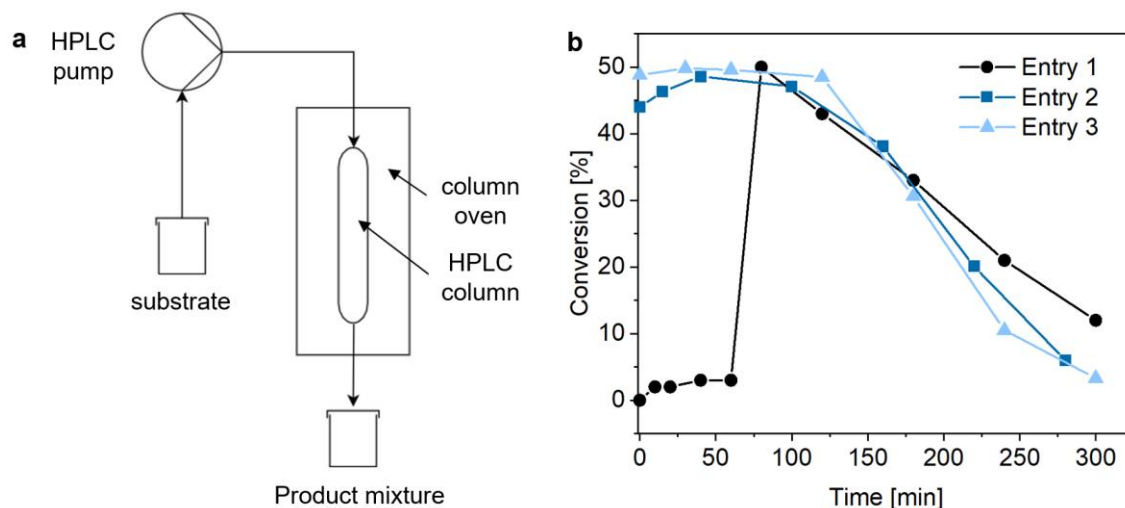 a
HPLC
pump
column
oven
HPLC
column
substrate
Product mixture
b
Entry 1
Entry 2
Entry 3
Conversion [%]
50
40
30
20
10
0
0 50 100 150 200 250 300
Time [min]